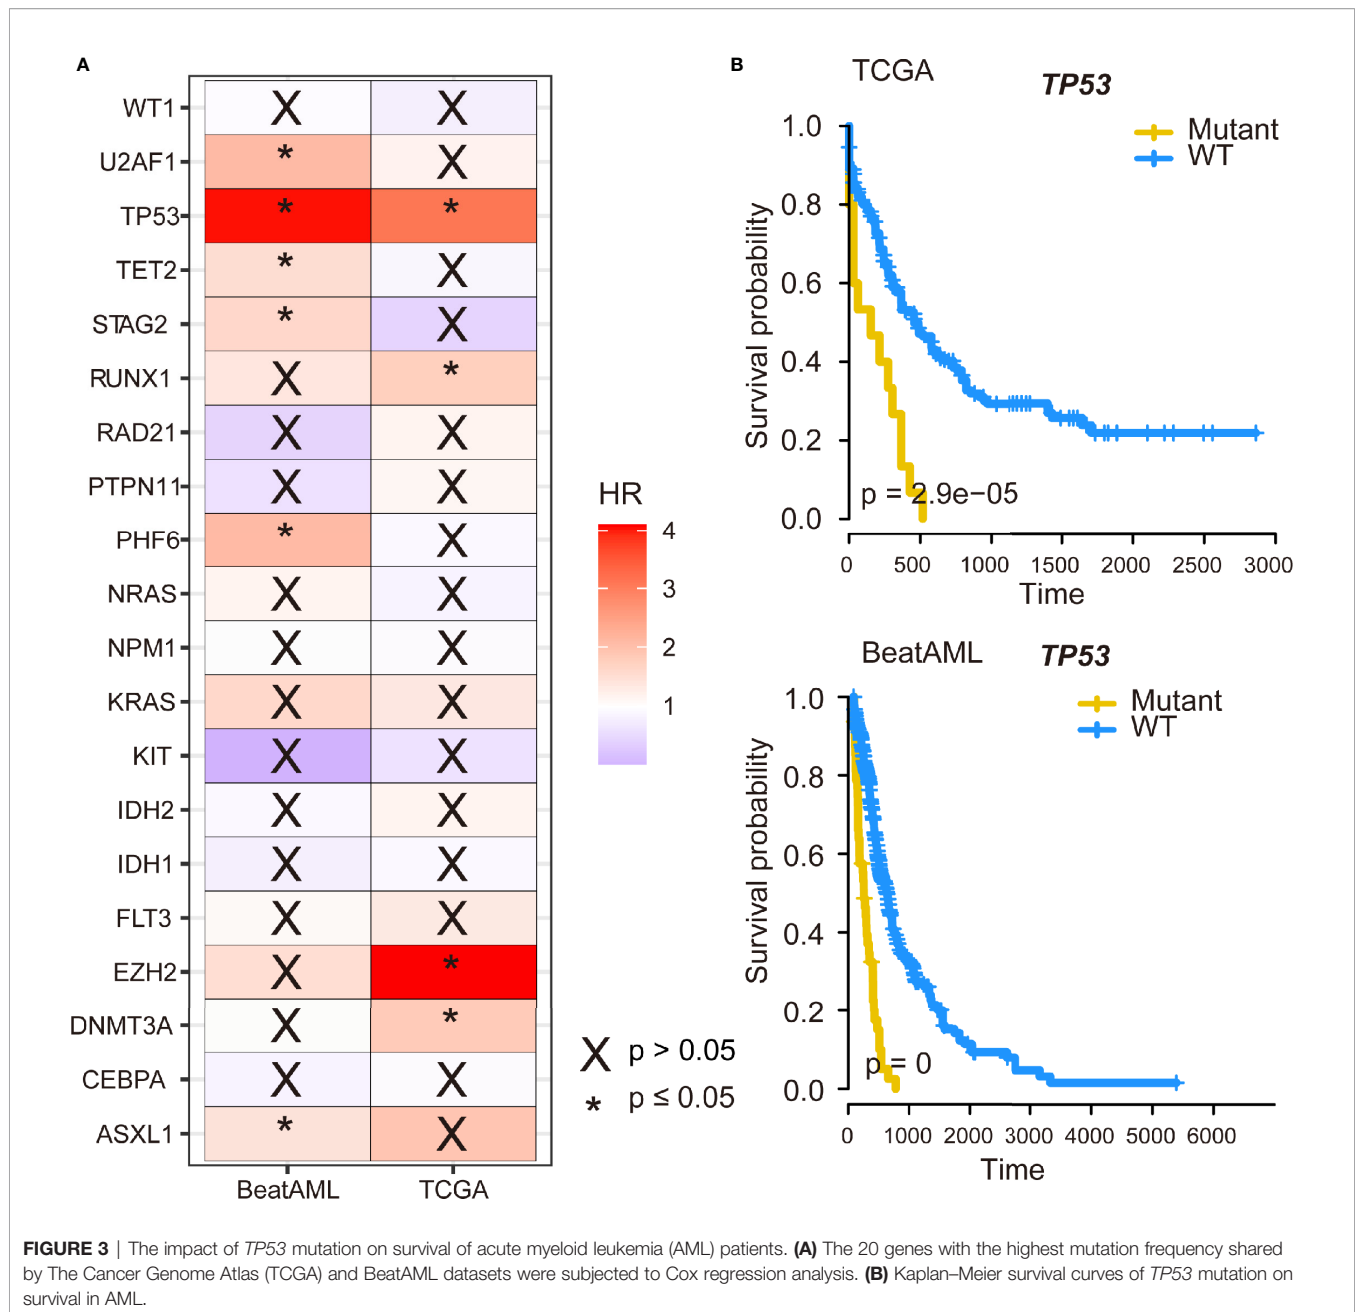 A
WT1
U2AF1
TP53
TET2
STAG2
RUNX1
RAD21
PTPN11
PHF6
NRAS
NPM1
KRAS
KIT
IDH2
IDH1
FLT3
EZH2
DNMT3A
CEBPA
ASXL1
BeatAML TCGA
HR
4
3
2
1
X p > 0.05
* p ≤ 0.05
B
TCGA TP53
Mutant
WT
Survival probability
1.0
0.8
0.6
0.4
0.2
0.0
p = 2.9e−05
0 500 1000 1500 2000 2500 3000
Time
BeatAML TP53
Mutant
WT
Survival probability
1.0
0.8
0.6
0.4
0.2
0.0
p = 0
0 1000 2000 3000 4000 5000 6000
Time
FIGURE 3 | The impact of TP53 mutation on survival of acute myeloid leukemia (AML) patients. (A) The 20 genes with the highest mutation frequency shared
by The Cancer Genome Atlas (TCGA) and BeatAML datasets were subjected to Cox regression analysis. (B) Kaplan–Meier survival curves of TP53 mutation on
survival in AML.